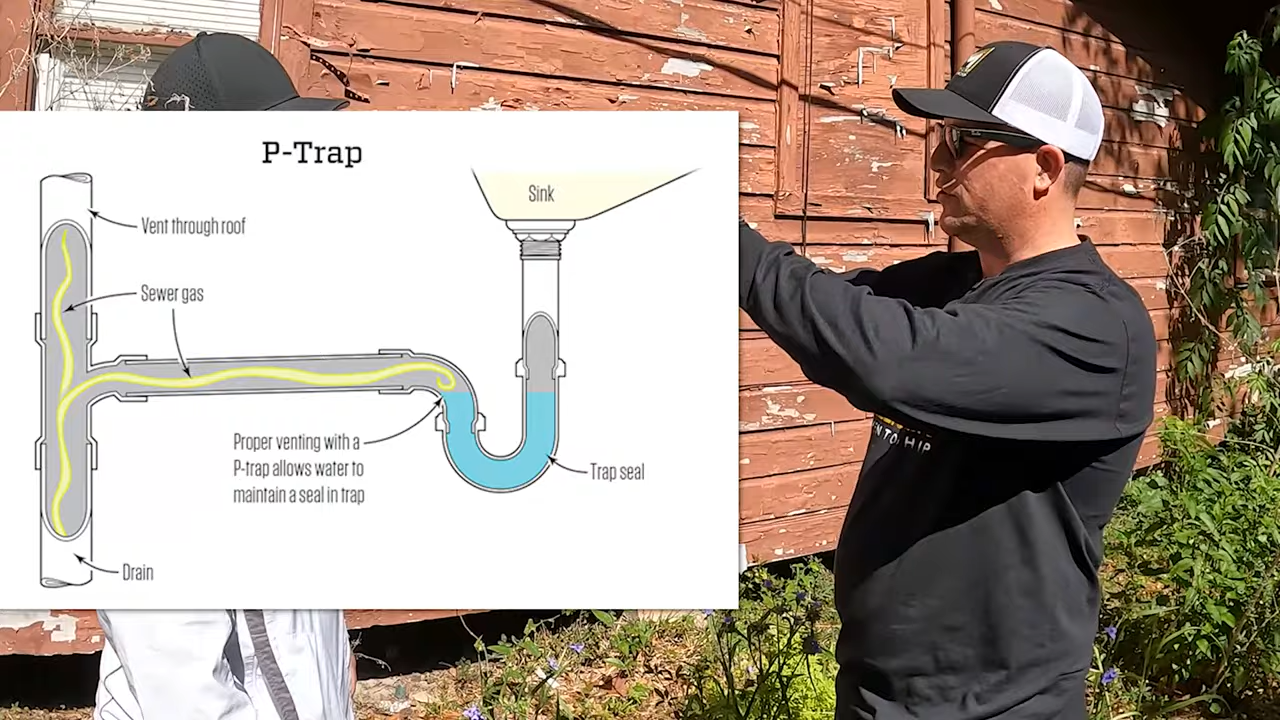 P-Trap
Sink
Vent through roof
Sewer gas
Proper venting with a
P-trap allows water to
maintain a seal in trap
Trap seal
Drain